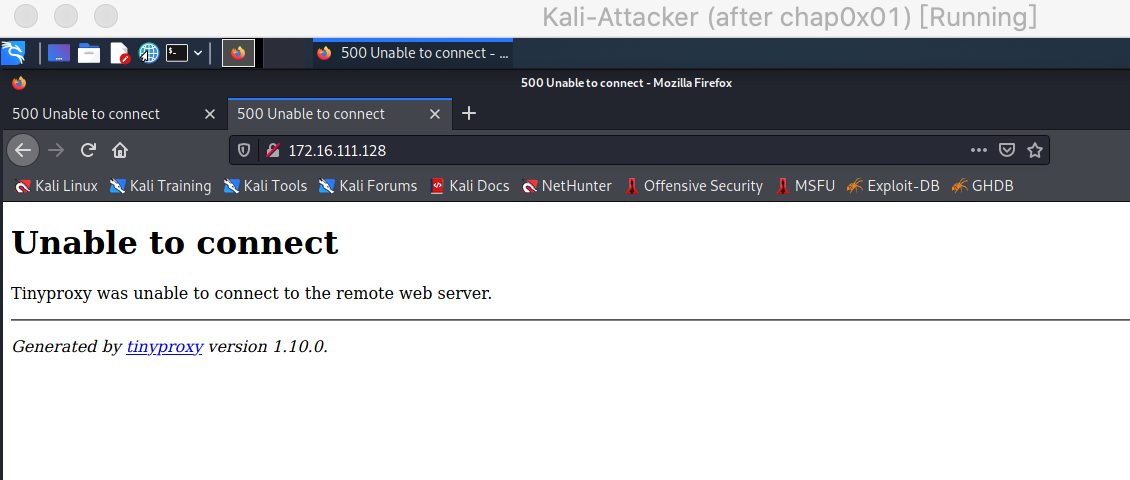 Kali-Attacker (after chap0x01) [Running]
500 Unable to connect - ...
500 Unable to connect - Mozilla Firefox
500 Unable to connect 500 Unable to connect
172.16.111.128
Kali Linux Kali Training Kali Tools Kali Forums Kali Docs NetHunter Offensive Security MSFU Exploit-DB GHDB
Unable to connect
Tinyproxy was unable to connect to the remote web server.
Generated by tinyproxy version 1.10.0.